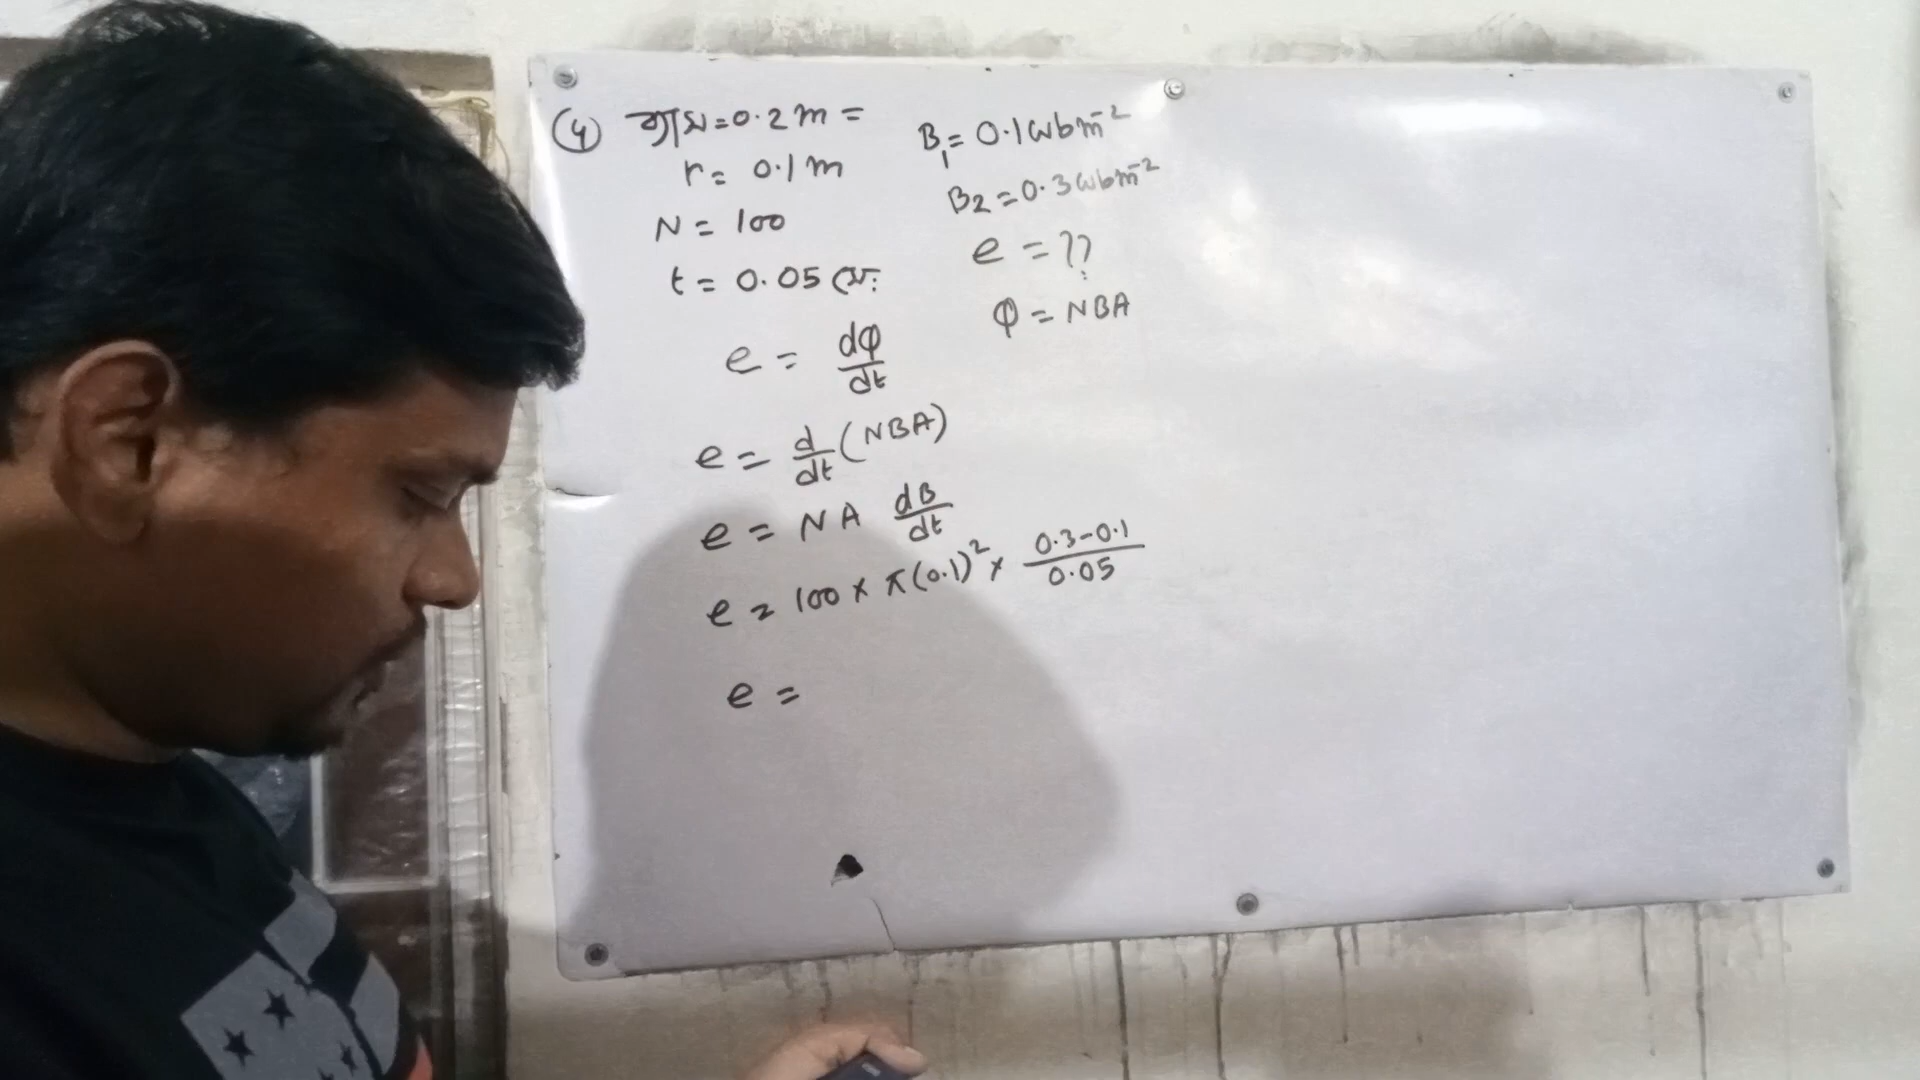 ④ ব্যাস=0.2 m =
r = 0.1 m
N = 100
t = 0.05 সে:
e = dφ/dt
e = d/dt (NBA)
e = NA dB/dt
e = 100 × π(0.1)² × 0.3-0.1/0.05
e =
B₁ = 0.1 wbm⁻²
B₂ = 0.3 wbm⁻²
e = ??
φ = NBA